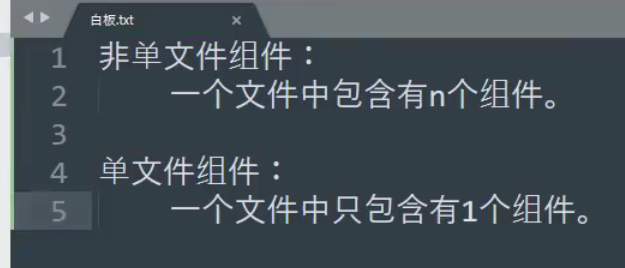 白板.txt
1 非单文件组件：
2 一个文件中包含有n个组件。
3
4 单文件组件：
5 一个文件中只包含有1个组件。